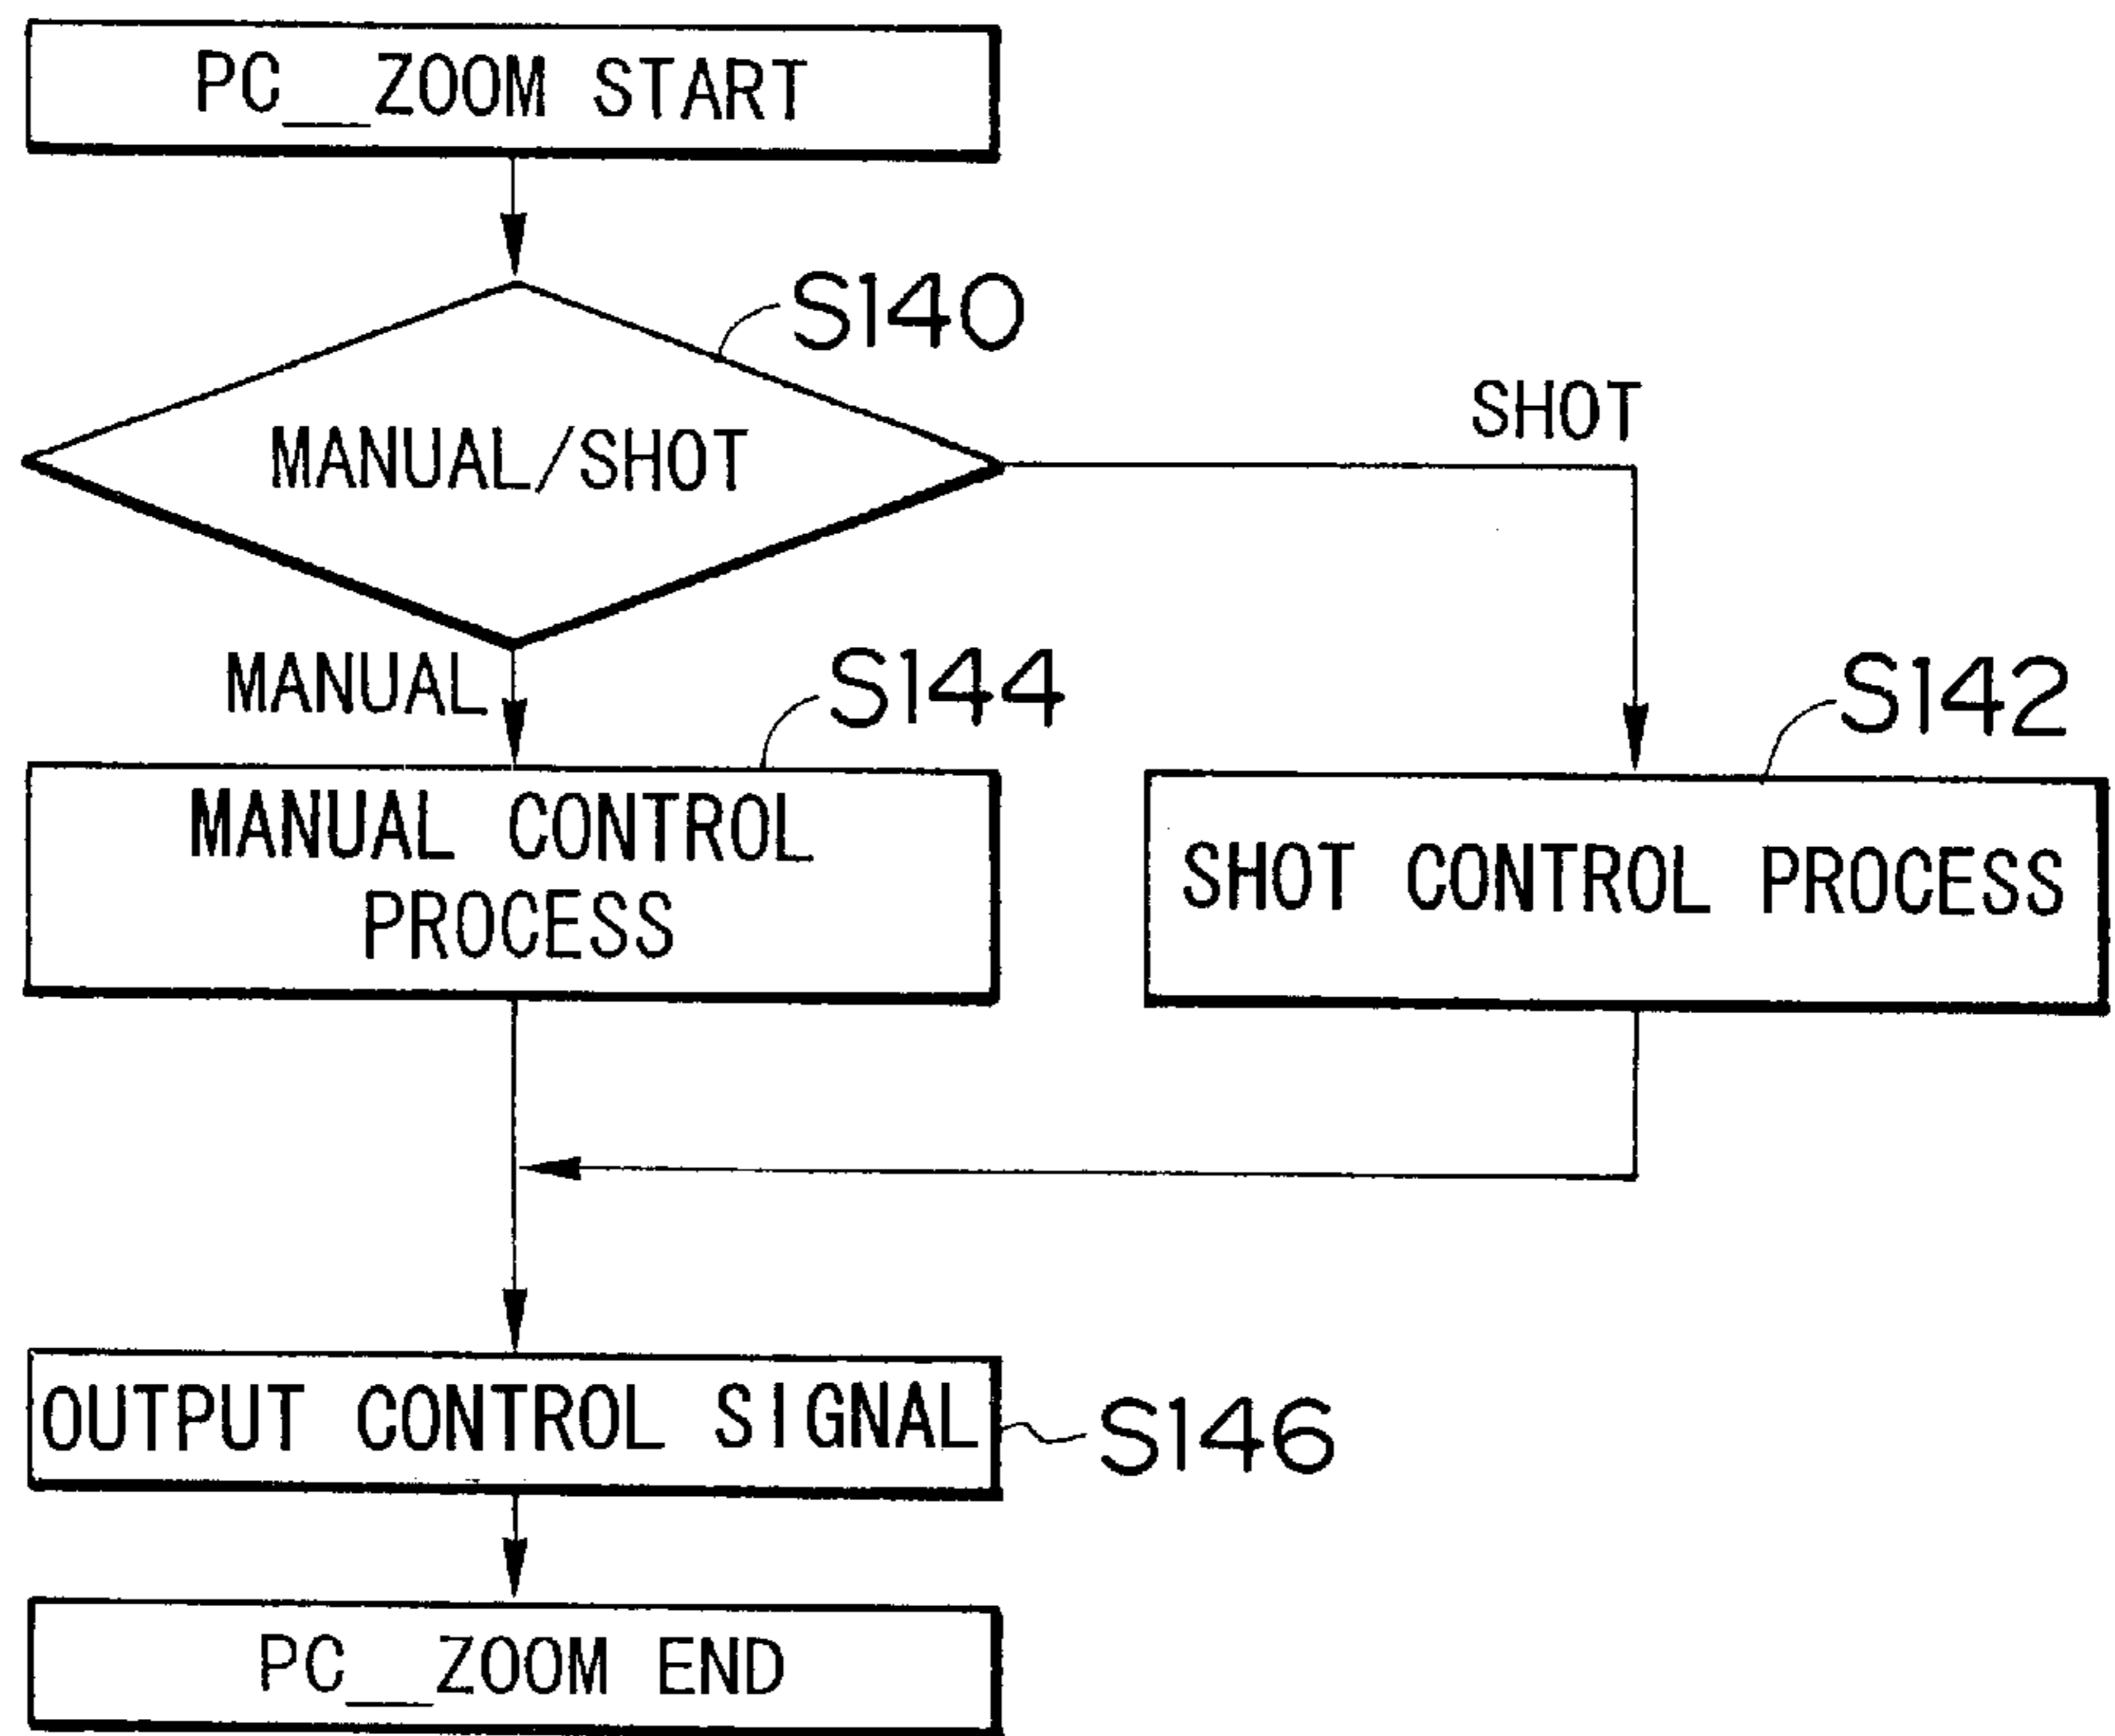 PC__ZOOM START
S140
MANUAL/SHOT
SHOT
MANUAL
S144
S142
MANUAL CONTROL
PROCESS
SHOT CONTROL PROCESS
OUTPUT CONTROL SIGNAL
S146
PC__ZOOM END